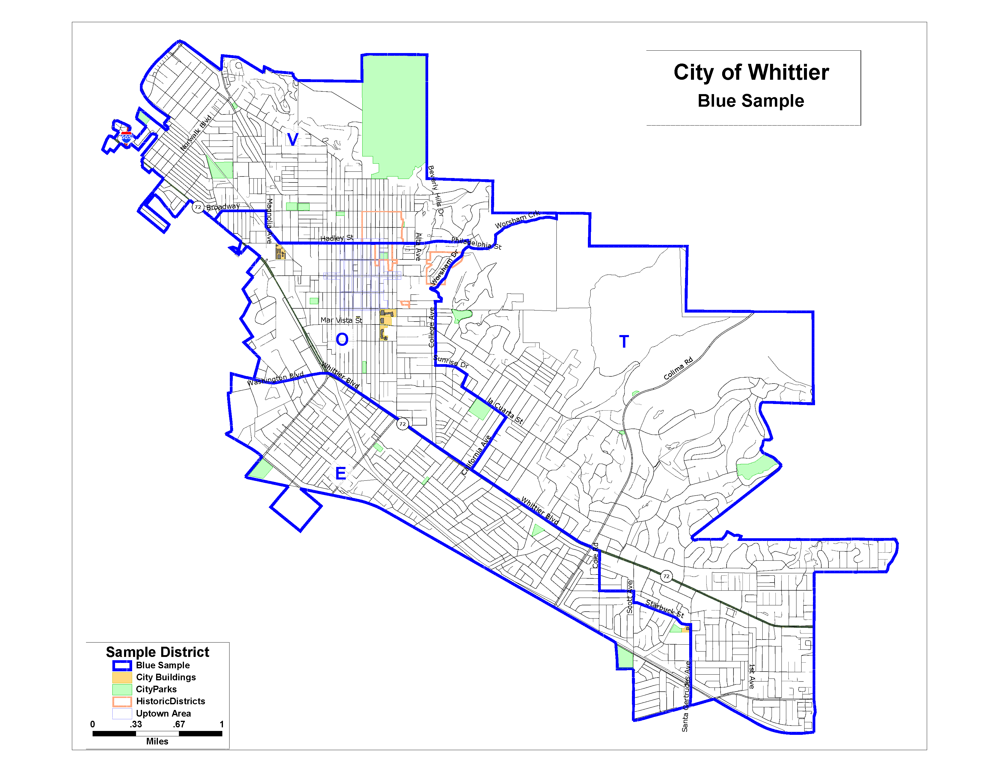 City of Whittier
Blue Sample
605
Norwalk Blvd
V
Beverly Hills Dr
72
Broadway
Magnolia Ave
Worsham Crk
Hadley St
Alta Ave
Philadelphia St
Worsham Dr
Mar Vista St
College Ave
O
T
Sunrise Dr
Colima Rd
Whittier Blvd
Washington Blvd
la Cuarta St
72
California Ave
E
Whittier Blvd
Cole Rd
72
Scott Ave
Starbuck St
Santa Gertrudes Ave
1st Ave
Sample District
Blue Sample
City Buildings
CityParks
HistoricDistricts
Uptown Area
0 .33 .67 1
Miles